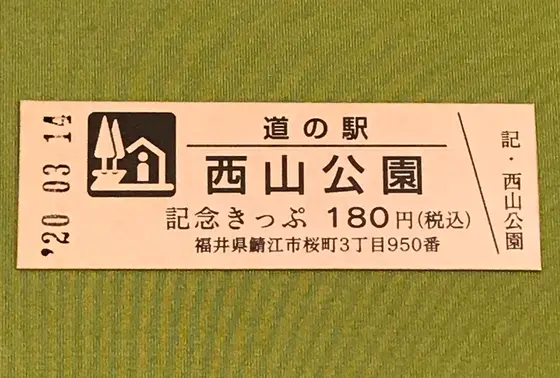 '20 03 14
道の駅
西山公園
記念きっぷ 180円(税込)
福井県鯖江市桜町3丁目950番
記・西山公園